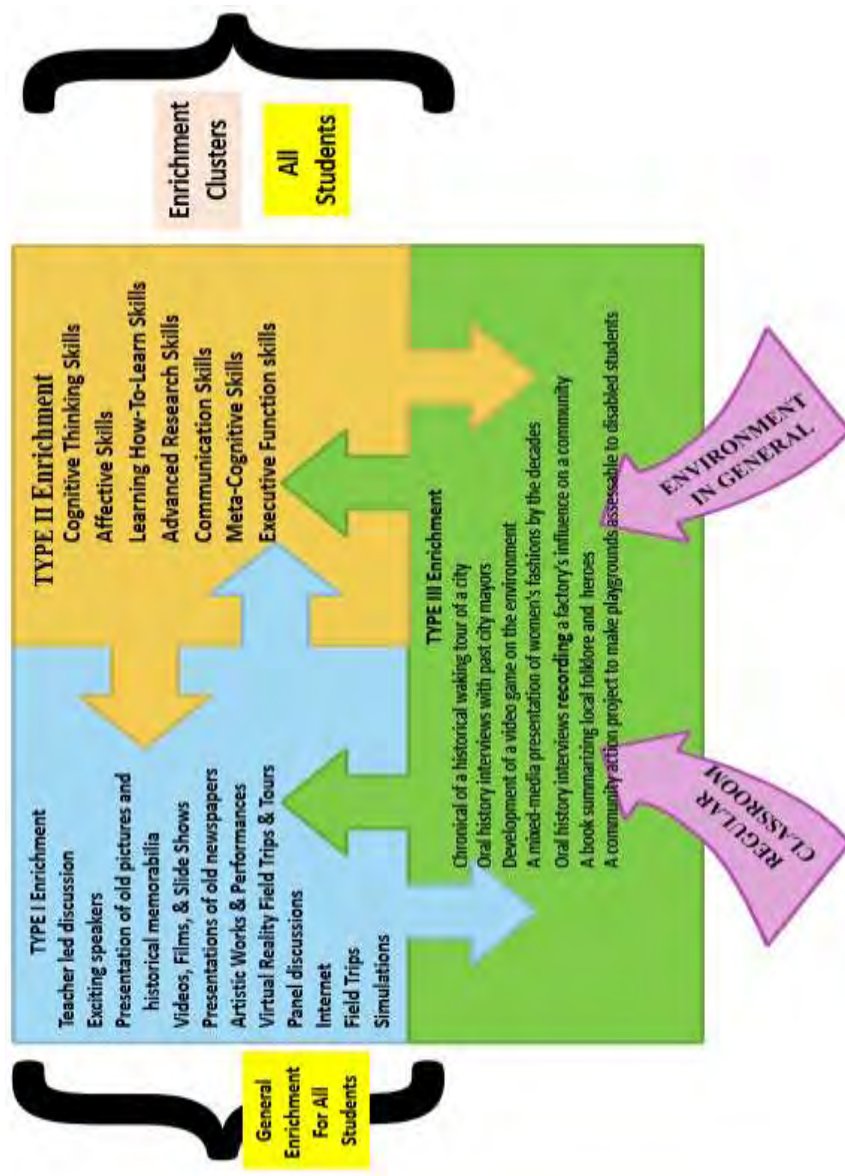 General
Enrichment
For All
Students
TYPE I Enrichment
Teacher led discussion
Exciting speakers
Presentation of old pictures and
historical memorabilia
Videos, Films, & Slide Shows
Presentations of old newspapers
Artistic Works & Performances
Virtual Reality Field Trips & Tours
Panel discussions
Internet
Field Trips
Simulations
TYPE II Enrichment
Cognitive Thinking Skills
Affective Skills
Learning How-To-Learn Skills
Advanced Research Skills
Communication Skills
Meta-Cognitive Skills
Executive Function skills
Enrichment
Clusters
All
Students
TYPE III Enrichment
Chronical of a historical waking tour of a city
Oral history interviews with past city mayors
Development of a video game on the environment
A mixed-media presentation of women's fashions by the decades
Oral history interviews recording a factory's influence on a community
A book summarizing local folklore and heroes
A community action project to make playgrounds assessable to disabled students
REGULAR
CLASSROOM
ENVIRONMENT
IN GENERAL